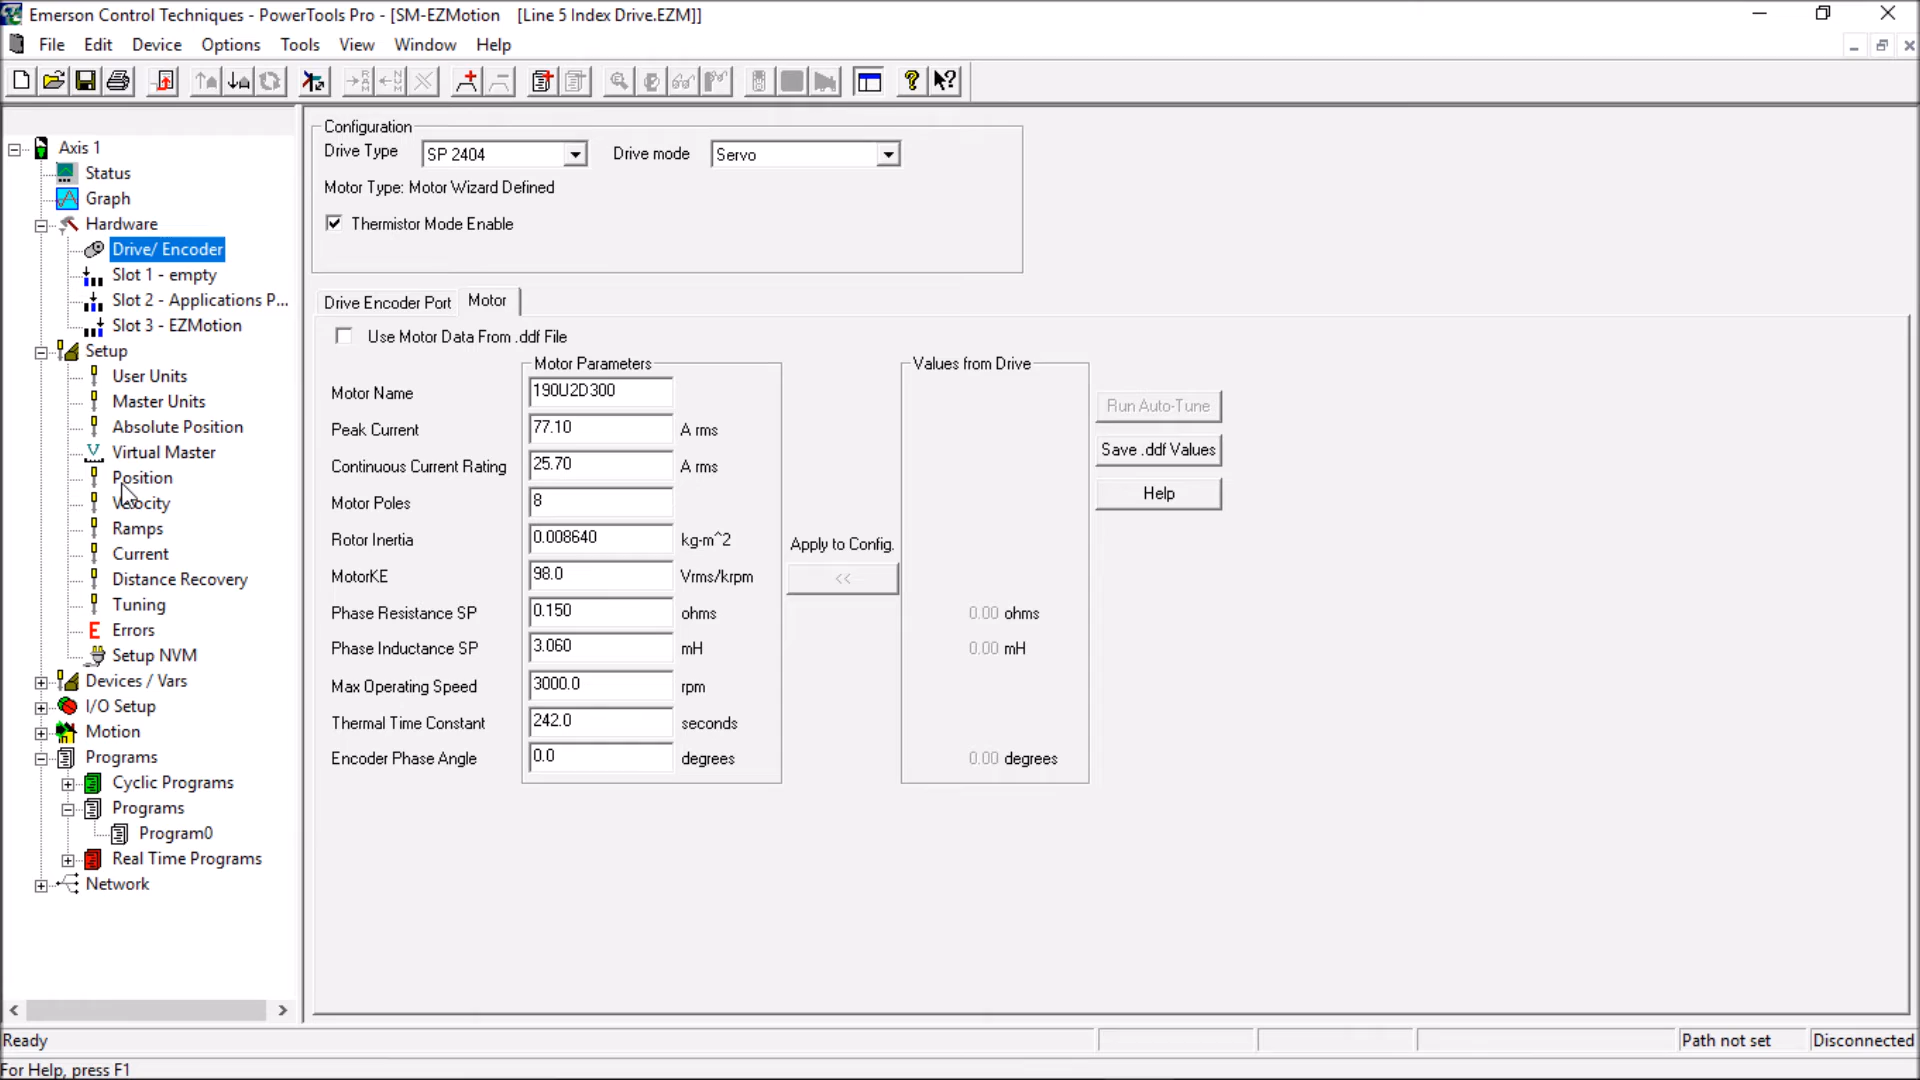 Emerson Control Techniques - PowerTools Pro - [SM-EZMotion    [Line 5 Index Drive.EZM]]
File Edit Device Options Tools View Window Help
Axis 1
Status
Graph
Hardware
Drive/ Encoder
Slot 1 - empty
Slot 2 - Applications P...
Slot 3 - EZMotion
Setup
User Units
Master Units
Absolute Position
Virtual Master
Position
Velocity
Ramps
Current
Distance Recovery
Tuning
E Errors
Setup NVM
Devices / Vars
I/O Setup
Motion
Programs
Cyclic Programs
Programs
Program0
Real Time Programs
Network
Configuration
Drive Type SP 2404 Drive mode Servo
Motor Type: Motor Wizard Defined
Thermistor Mode Enable
Drive Encoder Port Motor
Use Motor Data From .ddf File
Motor Parameters Values from Drive
Motor Name 190U2D300
Run Auto-Tune
Peak Current 77.10 A rms
Save .ddf Values
Continuous Current Rating 25.70 A rms
Help
Motor Poles 8
Rotor Inertia 0.008640 kg-m^2
Apply to Config.
MotorKE 98.0 Vrms/krpm
<<
Phase Resistance SP 0.150 ohms 0.00 ohms
Phase Inductance SP 3.060 mH 0.00 mH
Max Operating Speed 3000.0 rpm
Thermal Time Constant 242.0 seconds
Encoder Phase Angle 0.0 degrees 0.00 degrees
Ready Path not set Disconnected
For Help, press F1